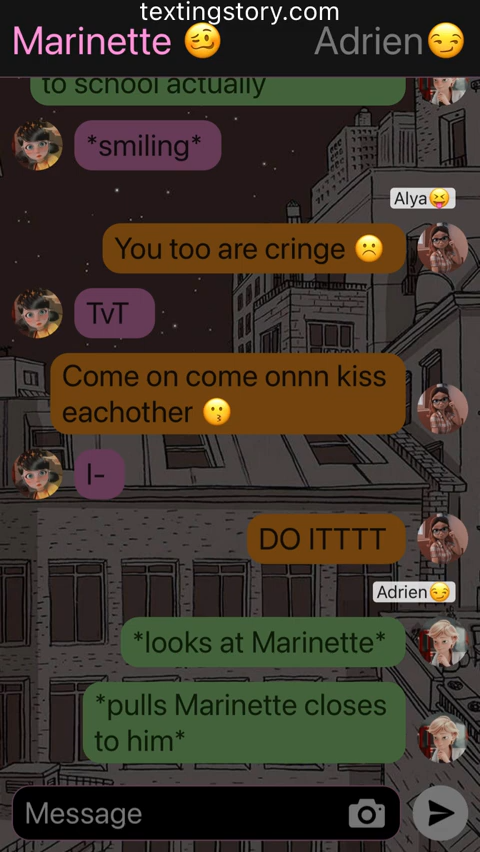 textingstory.com
Marinette 🥴 Adrien😏
to school actually
*smiling*
Alya😝
You too are cringe ☹️
TvT
Come on come onnn kiss
eachother 😗
I-
DO ITTTT
Adrien😏
*looks at Marinette*
*pulls Marinette closes
to him*
Message